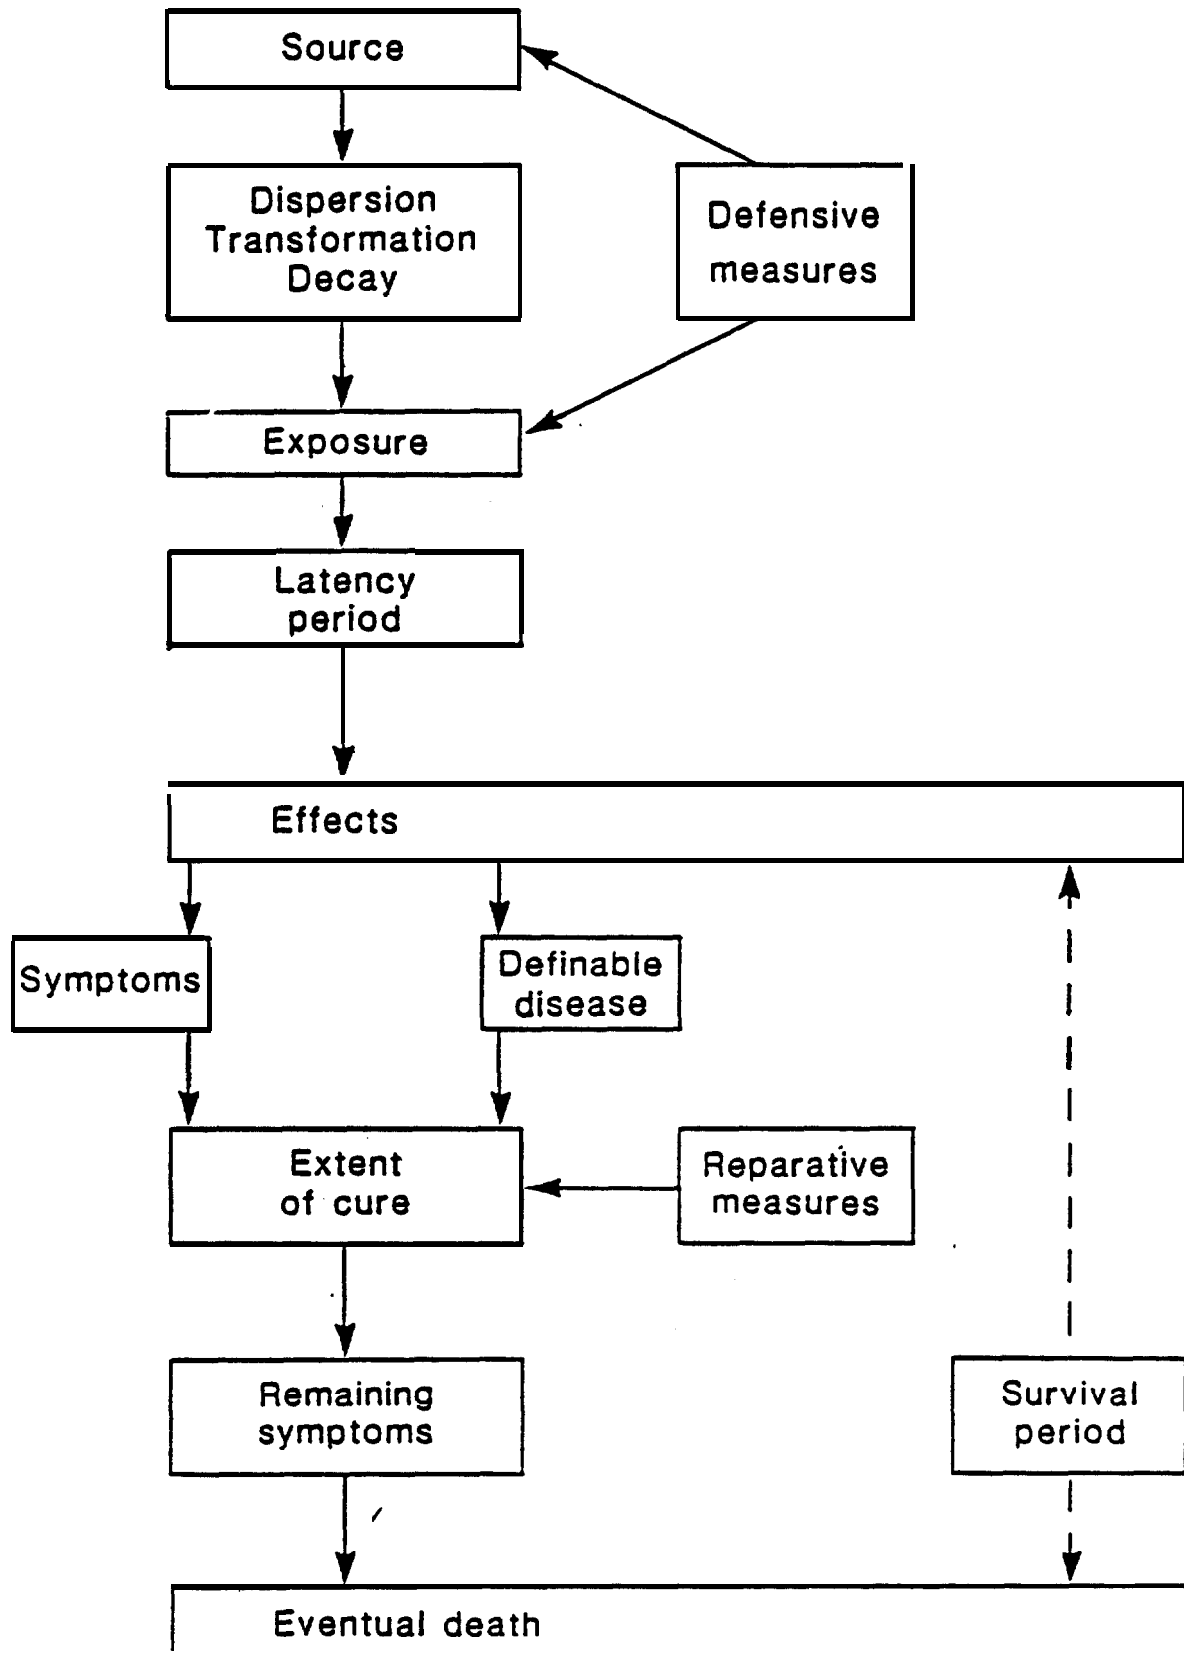 Source
Dispersion
Transformation
Decay
Defensive
measures
Exposure
Latency
period
Effects
Symptoms
Definable
disease
Extent
of cure
Reparative
measures
Remaining
symptoms
Survival
period
Eventual death